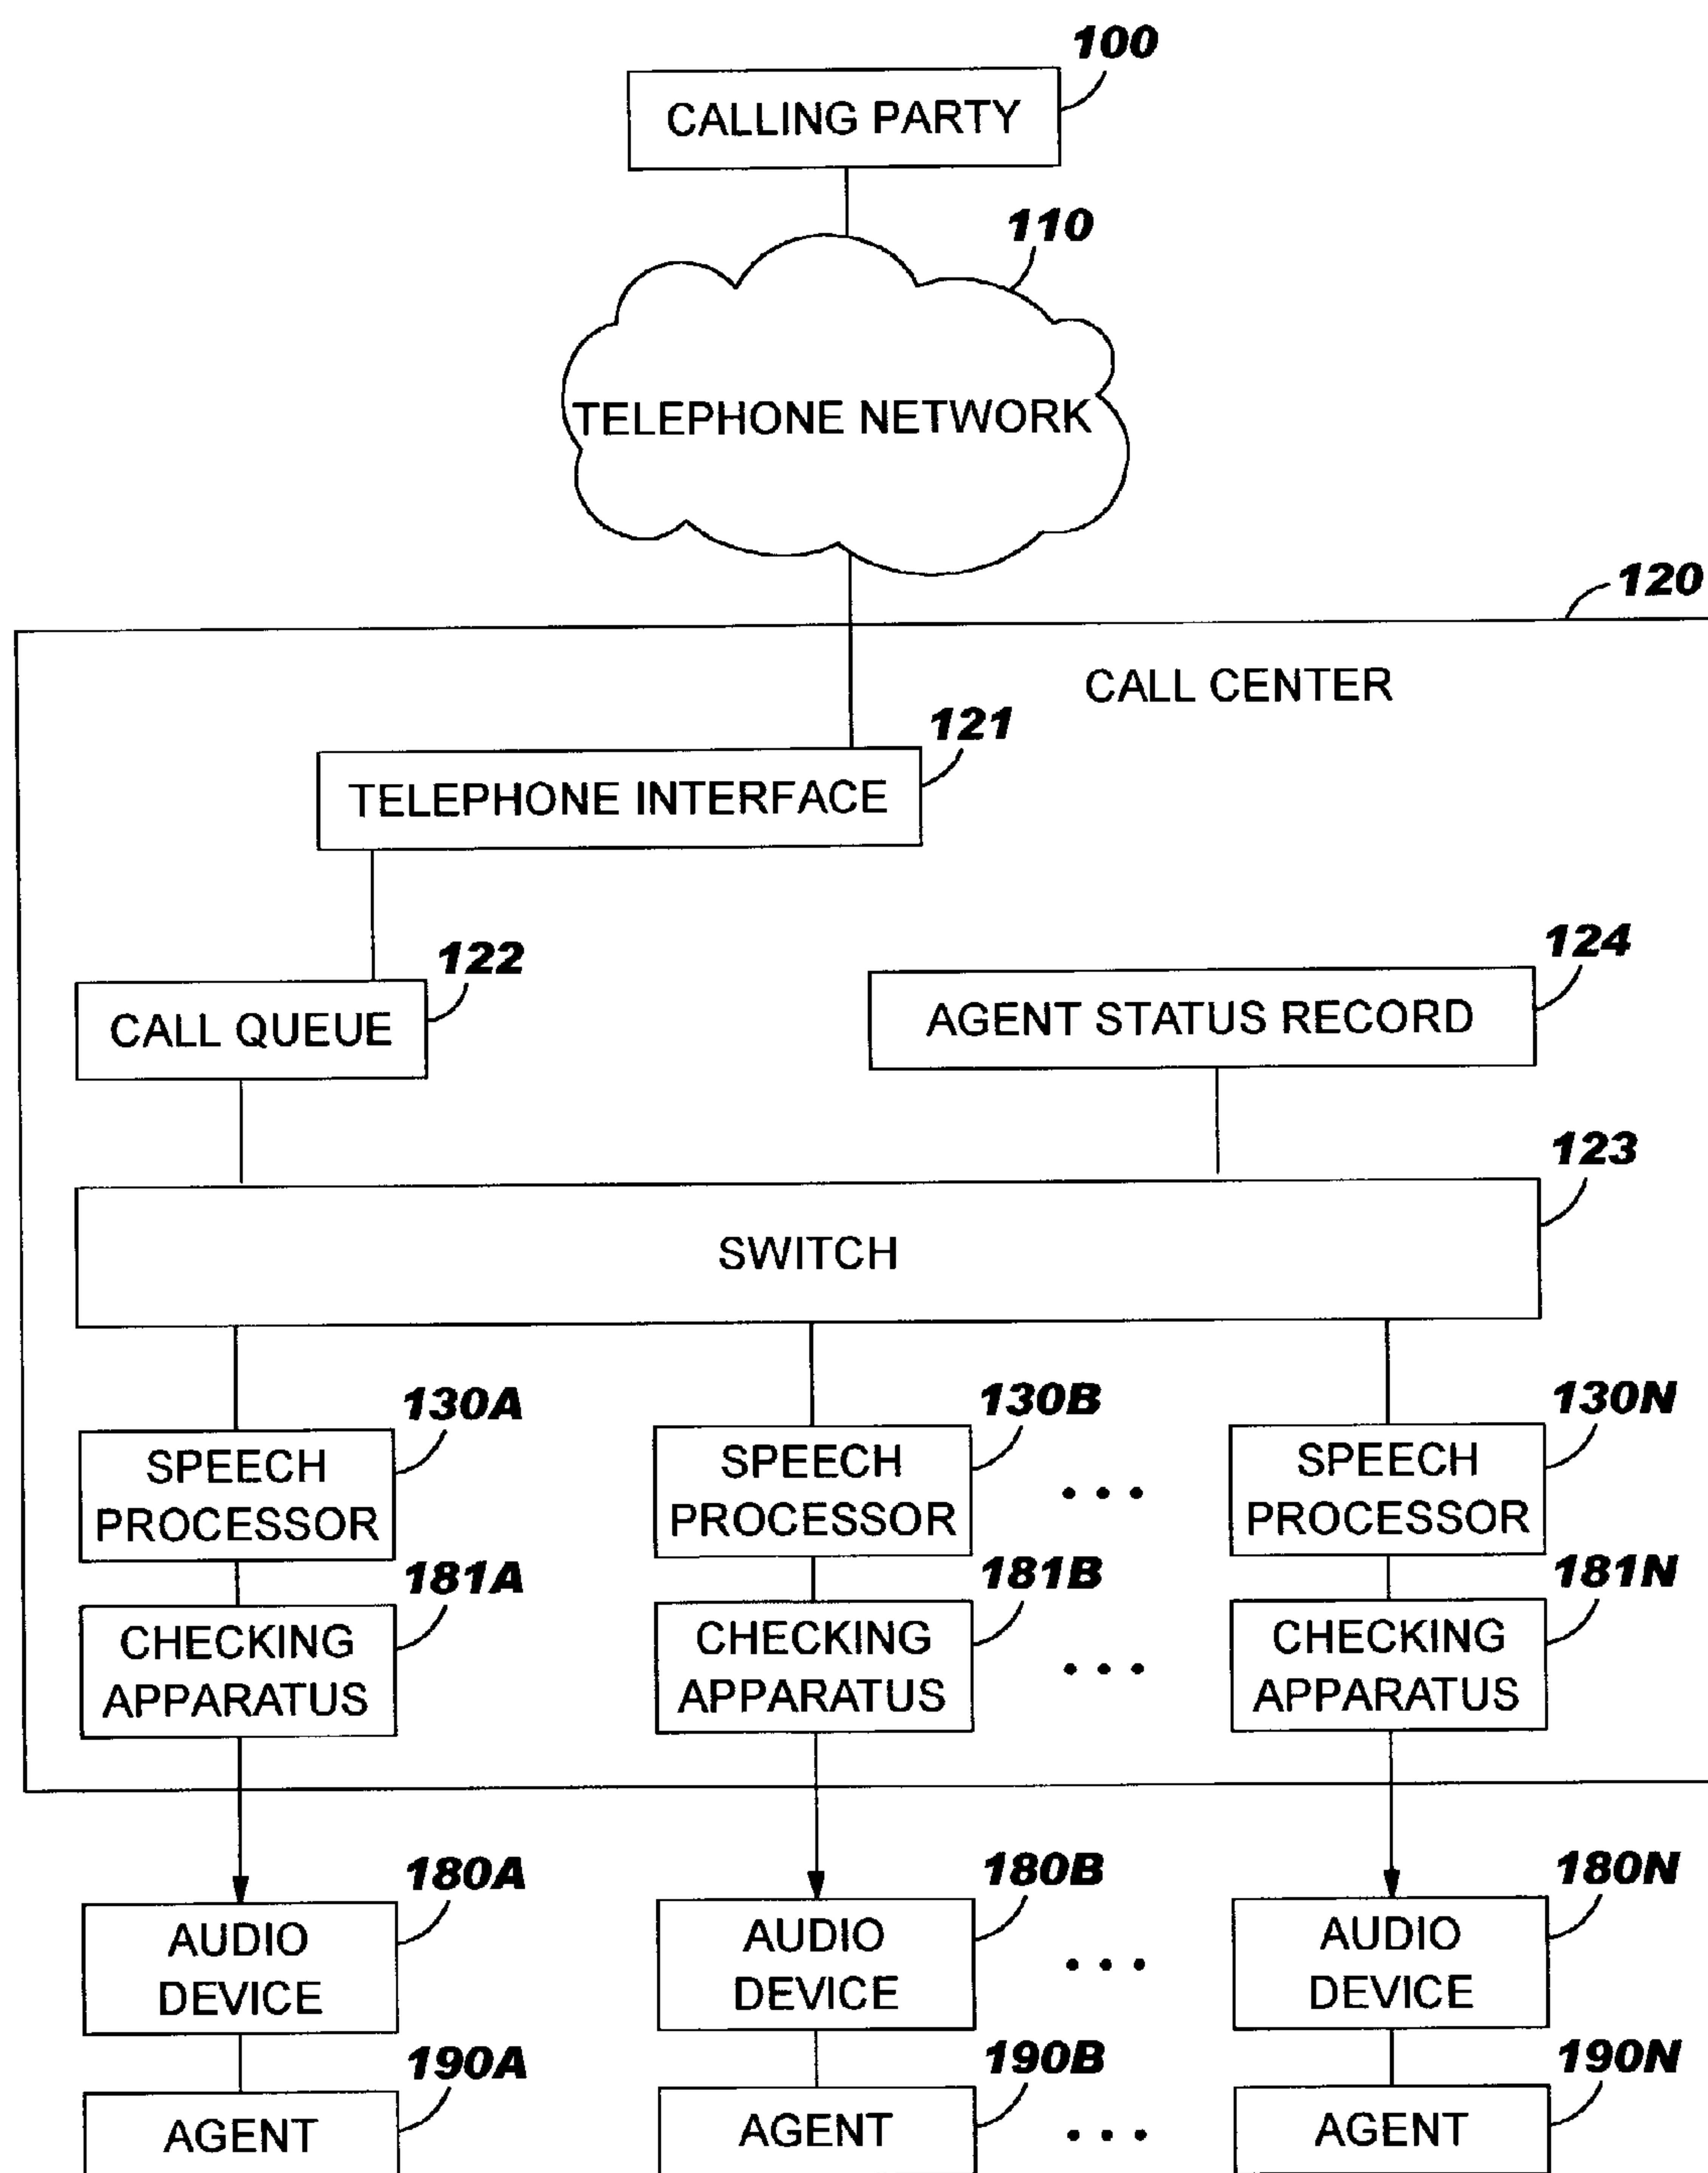 100
CALLING PARTY
110
TELEPHONE NETWORK
120
CALL CENTER
121
TELEPHONE INTERFACE
122
CALL QUEUE
124
AGENT STATUS RECORD
123
SWITCH
130A
SPEECH
PROCESSOR
130B
SPEECH
PROCESSOR
130N
SPEECH
PROCESSOR
181A
CHECKING
APPARATUS
181B
CHECKING
APPARATUS
181N
CHECKING
APPARATUS
180A
AUDIO
DEVICE
180B
AUDIO
DEVICE
180N
AUDIO
DEVICE
190A
AGENT
190B
AGENT
190N
AGENT